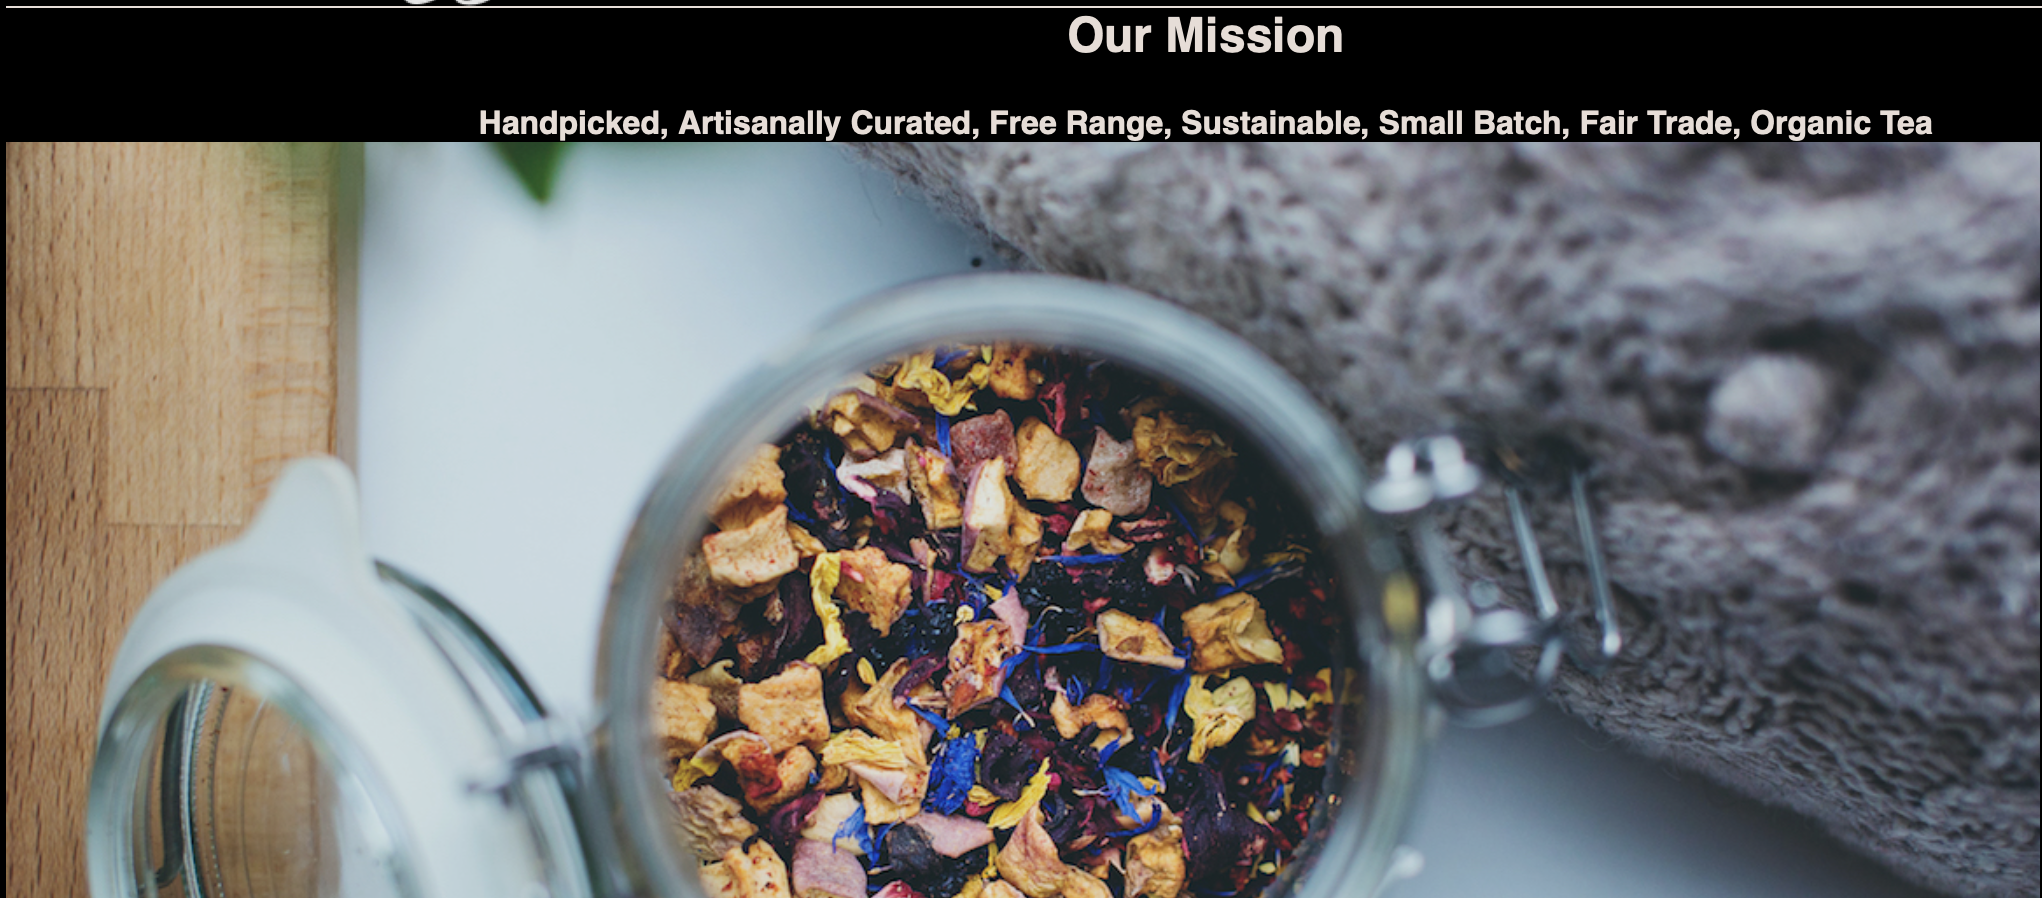 Our Mission
Handpicked, Artisanally Curated, Free Range, Sustainable, Small Batch, Fair Trade, Organic Tea